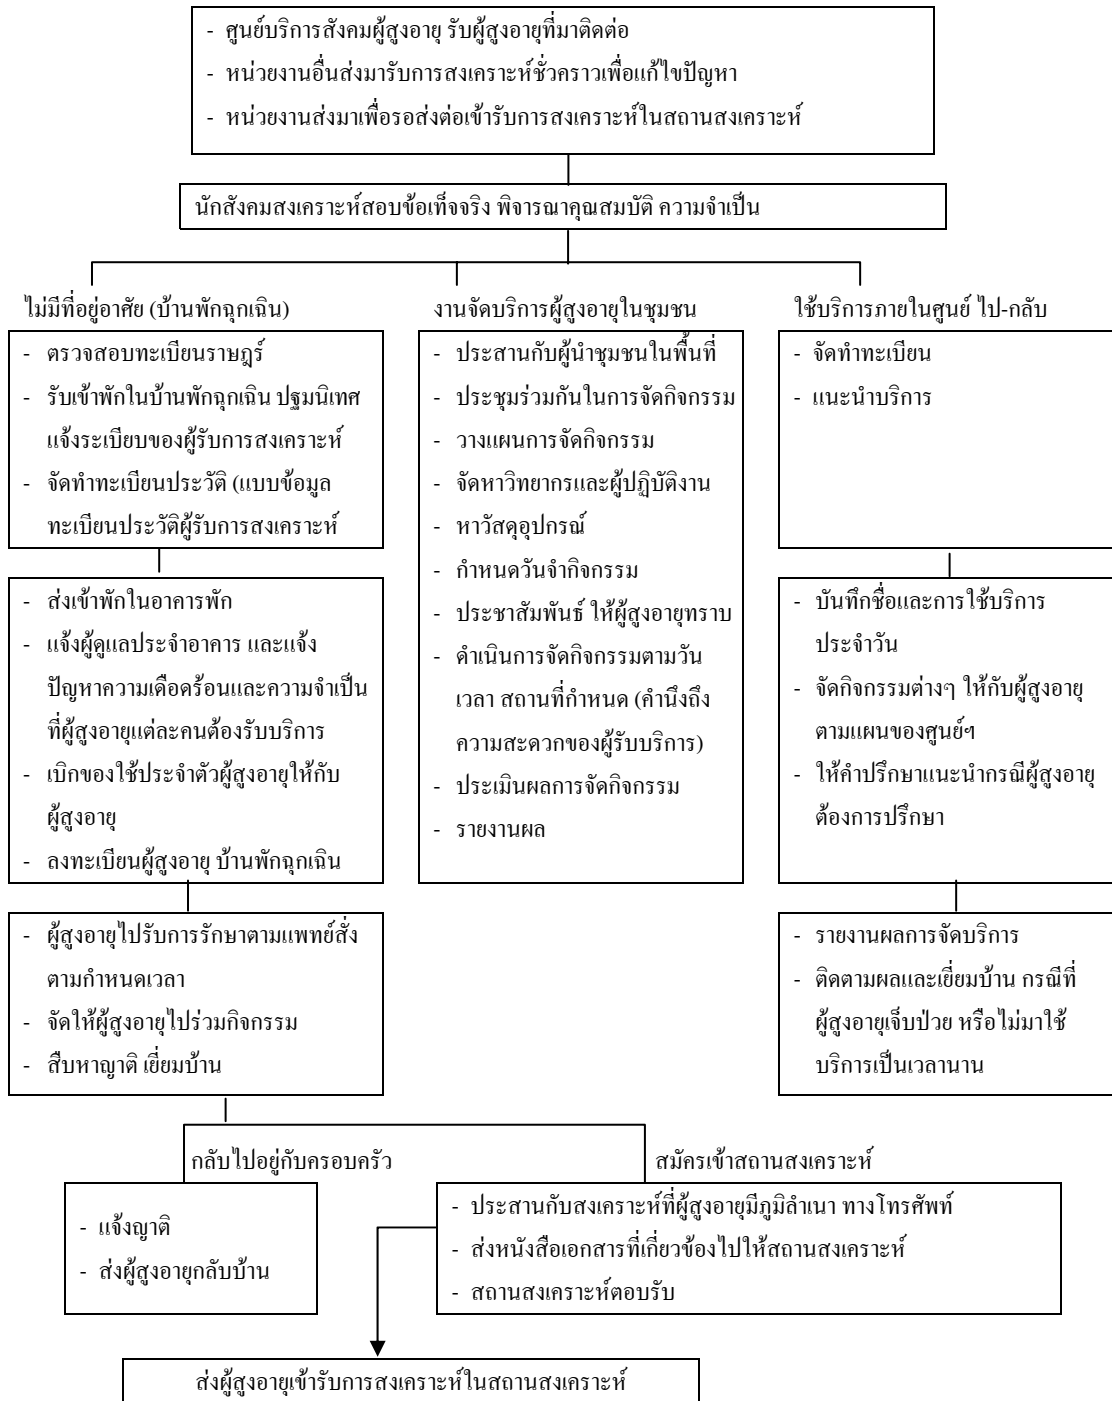 - ศูนย์บริการสังคมผู้สูงอายุ รับผู้สูงอายุที่มาติดต่อ
- หน่วยงานอื่นส่งมารับการสงเคราะห์ชั่วคราวเพื่อแก้ไขปัญหา
- หน่วยงานส่งมาเพื่อรอส่งต่อเข้ารับการสงเคราะห์ในสถานสงเคราะห์
นักสังคมสงเคราะห์สอบข้อเท็จจริง พิจารณาคุณสมบัติ ความจำเป็น
ไม่มีที่อยู่อาศัย (บ้านพักฉุกเฉิน)
- ตรวจสอบทะเบียนราษฎร์
- รับเข้าพักในบ้านพักฉุกเฉิน ปฐมนิเทศ
แจ้งระเบียบของผู้รับการสงเคราะห์
- จัดทำทะเบียนประวัติ (แบบข้อมูล
ทะเบียนประวัติผู้รับการสงเคราะห์
- ส่งเข้าพักในอาคารพัก
- แจ้งผู้ดูแลประจำอาคาร และแจ้ง
ปัญหาความเดือดร้อนและความจำเป็น
ที่ผู้สูงอายุแต่ละคนต้องรับบริการ
- เบิกของใช้ประจำตัวผู้สูงอายุให้กับ
ผู้สูงอายุ
- ลงทะเบียนผู้สูงอายุ บ้านพักฉุกเฉิน
- ผู้สูงอายุไปรับการรักษาตามแพทย์สั่ง
ตามกำหนดเวลา
- จัดให้ผู้สูงอายุไปร่วมกิจกรรม
- สืบหาญาติ เยี่ยมบ้าน
งานจัดบริการผู้สูงอายุในชุมชน
- ประสานกับผู้นำชุมชนในพื้นที่
- ประชุมร่วมกันในการจัดกิจกรรม
- วางแผนการจัดกิจกรรม
- จัดหาวิทยากรและผู้ปฏิบัติงาน
- หาวัสดุอุปกรณ์
- กำหนดวันจำกิจกรรม
- ประชาสัมพันธ์ ให้ผู้สูงอายุทราบ
- ดำเนินการจัดกิจกรรมตามวัน
เวลา สถานที่กำหนด (คำนึงถึง
ความสะดวกของผู้รับบริการ)
- ประเมินผลการจัดกิจกรรม
- รายงานผล
ใช้บริการภายในศูนย์ ไป-กลับ
- จัดทำทะเบียน
- แนะนำบริการ
- บันทึกชื่อและการใช้บริการ
ประจำวัน
- จัดกิจกรรมต่างๆ ให้กับผู้สูงอายุ
ตามแผนของศูนย์ฯ
- ให้คำปรึกษาแนะนำกรณีผู้สูงอายุ
ต้องการปรึกษา
- รายงานผลการจัดบริการ
- ติดตามผลและเยี่ยมบ้าน กรณีที่
ผู้สูงอายุเจ็บป่วย หรือไม่มาใช้
บริการเป็นเวลานาน
กลับไปอยู่กับครอบครัว
- แจ้งญาติ
- ส่งผู้สูงอายุกลับบ้าน
สมัครเข้าสถานสงเคราะห์
- ประสานกับสงเคราะห์ที่ผู้สูงอายุมีภูมิลำเนา ทางโทรศัพท์
- ส่งหนังสือเอกสารที่เกี่ยวข้องไปให้สถานสงเคราะห์
- สถานสงเคราะห์ตอบรับ
ส่งผู้สูงอายุเข้ารับการสงเคราะห์ในสถานสงเคราะห์